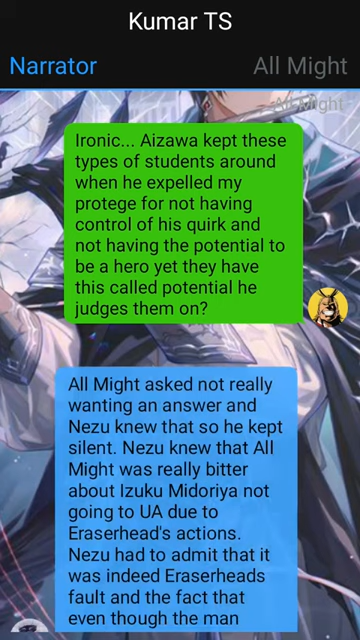 Kumar TS
Narrator
All Might
All Might
Ironic... Aizawa kept these
types of students around
when he expelled my
protege for not having
control of his quirk and
not having the potential to
be a hero yet they have
this called potential he
judges them on?
All Might asked not really
wanting an answer and
Nezu knew that so he kept
silent. Nezu knew that All
Might was really bitter
about Izuku Midoriya not
going to UA due to
Eraserhead's actions.
Nezu had to admit that it
was indeed Eraserheads
fault and the fact that
even though the man